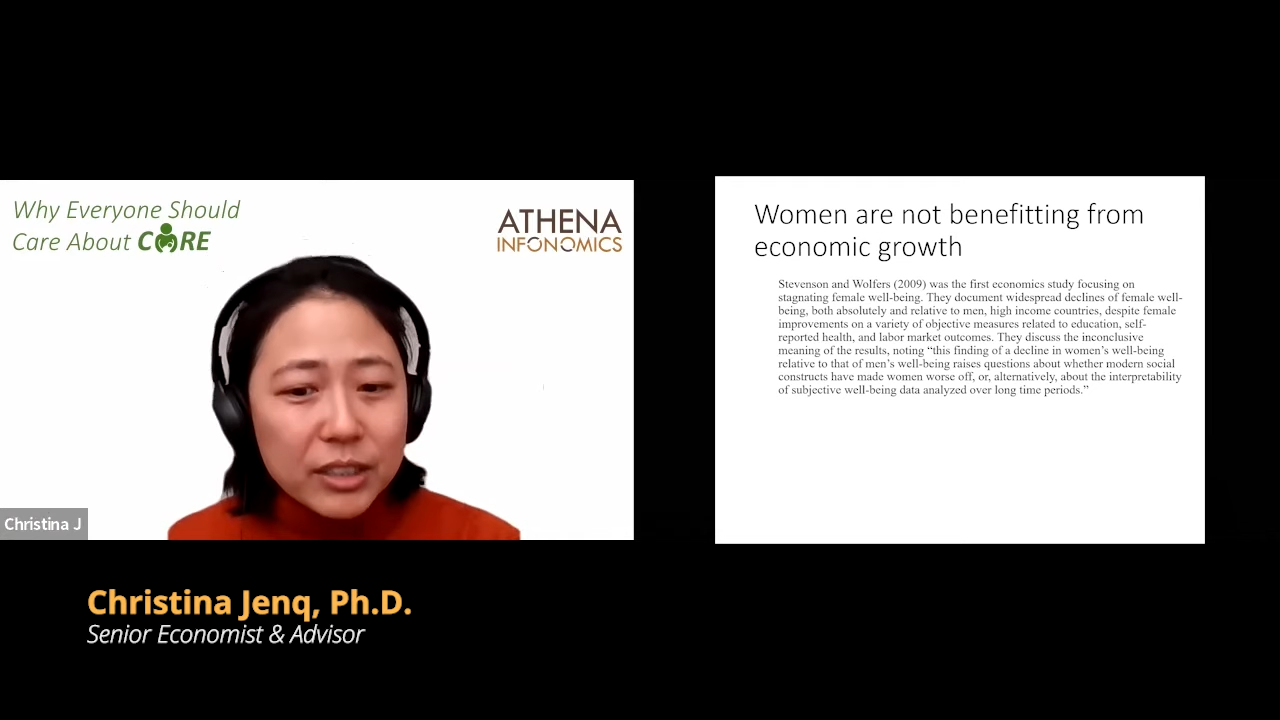 Why Everyone Should
Care About CORE
ATHENA
INFONOMICS
Christina J
Christina Jenq, Ph.D.
Senior Economist & Advisor
Women are not benefitting from
economic growth
Stevenson and Wolfers (2009) was the first economics study focusing on
stagnating female well-being. They document widespread declines of female well-
being, both absolutely and relative to men, high income countries, despite female
improvements on a variety of objective measures related to education, self-
reported health, and labor market outcomes. They discuss the inconclusive
meaning of the results, noting “this finding of a decline in women’s well-being
relative to that of men’s well-being raises questions about whether modern social
constructs have made women worse off, or, alternatively, about the interpretability
of subjective well-being data analyzed over long time periods.”